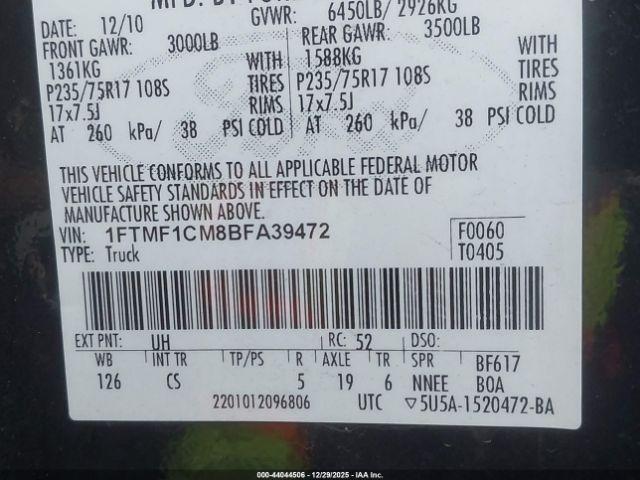 MFD. BY FORD
DATE: 12/10 GVWR: 6450LB/ 2926KG
FRONT GAWR: 3000LB REAR GAWR: 3500LB
1361KG WITH 1588KG WITH
P235/75R17 108S TIRES P235/75R17 108S TIRES
17x7.5J RIMS 17x7.5J RIMS
AT 260 kPa/ 38 PSI COLD AT 260 kPa/ 38 PSI COLD
THIS VEHICLE CONFORMS TO ALL APPLICABLE FEDERAL MOTOR
VEHICLE SAFETY STANDARDS IN EFFECT ON THE DATE OF
MANUFACTURE SHOWN ABOVE.
VIN: 1FTMF1CM8BFA39472 F0060
TYPE: Truck T0405
EXT PNT: UH RC: 52 DSO:
WB INT TR TP/PS R AXLE TR SPR BF617
126 CS 5 19 6 NNEE BOA
2201012096806 UTC ▽5U5A-1520472-BA
000-44044506 - 12/29/2025 - IAAI, Inc.